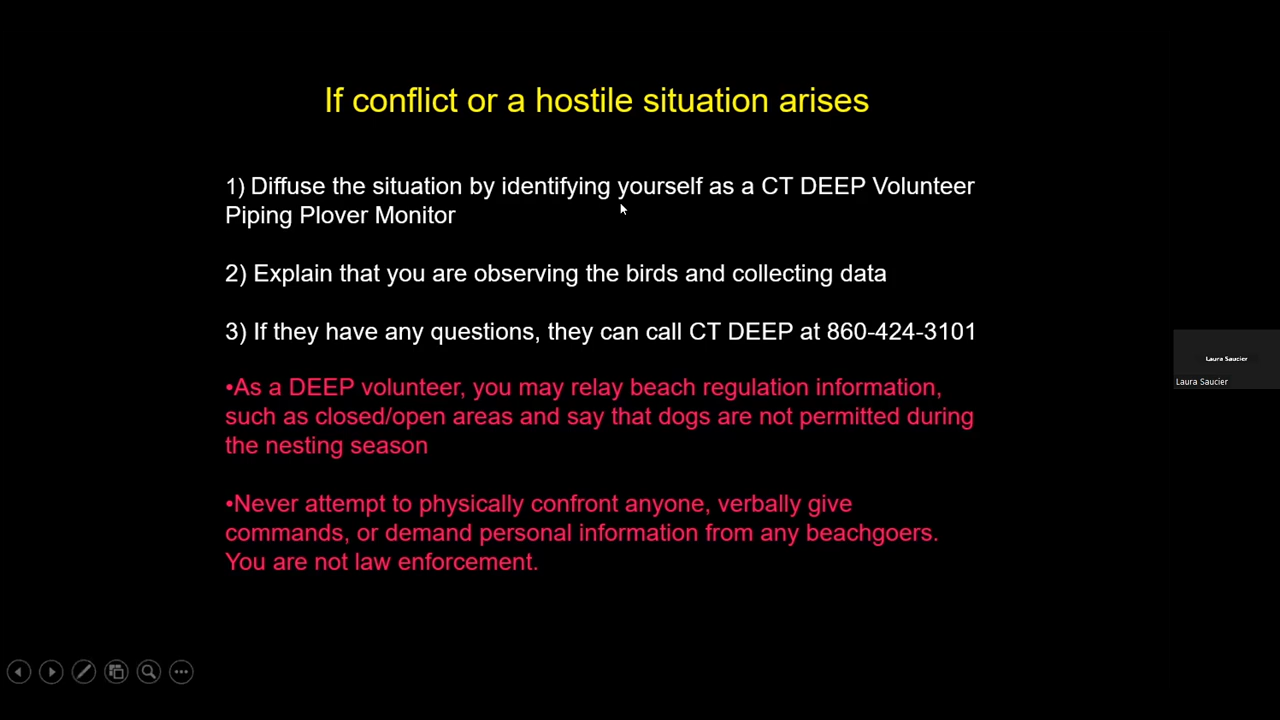 If conflict or a hostile situation arises
1) Diffuse the situation by identifying yourself as a CT DEEP Volunteer
Piping Plover Monitor
2) Explain that you are observing the birds and collecting data
3) If they have any questions, they can call CT DEEP at 860-424-3101
•As a DEEP volunteer, you may relay beach regulation information,
such as closed/open areas and say that dogs are not permitted during
the nesting season
•Never attempt to physically confront anyone, verbally give
commands, or demand personal information from any beachgoers.
You are not law enforcement.
Laura Saucier
Laura Saucier